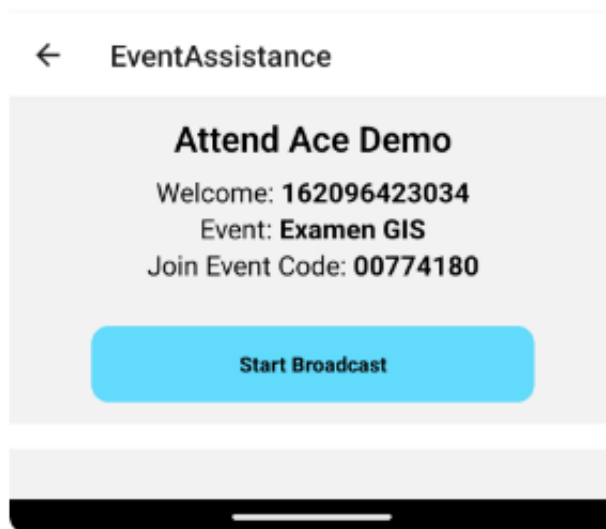 EventAssistance
Attend Ace Demo
Welcome: 162096423034
Event: Examen GIS
Join Event Code: 00774180
Start Broadcast